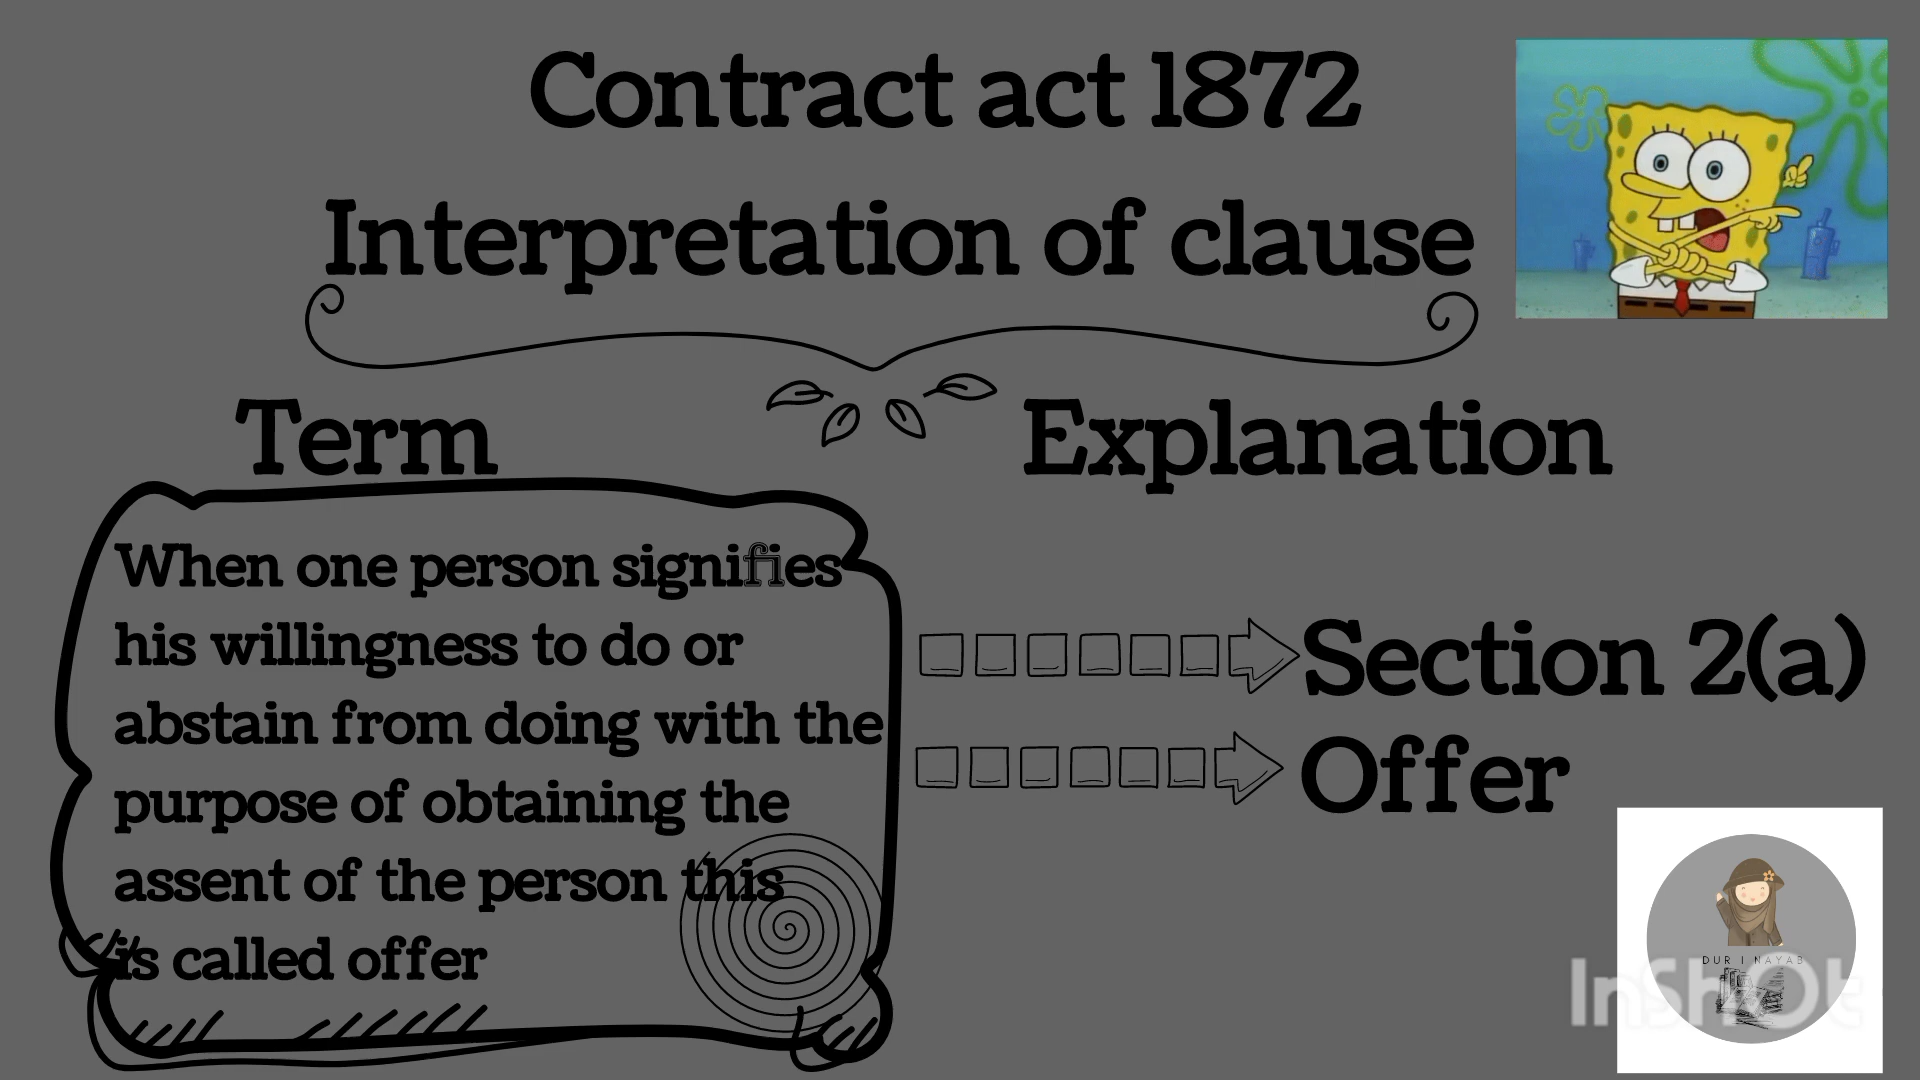 Contract act 1872
Interpretation of clause
Term
Explanation
When one person signifies
his willingness to do or
abstain from doing with the
purpose of obtaining the
assent of the person this
is called offer
Section 2(a)
Offer
DUR I NAYAB
InShOt